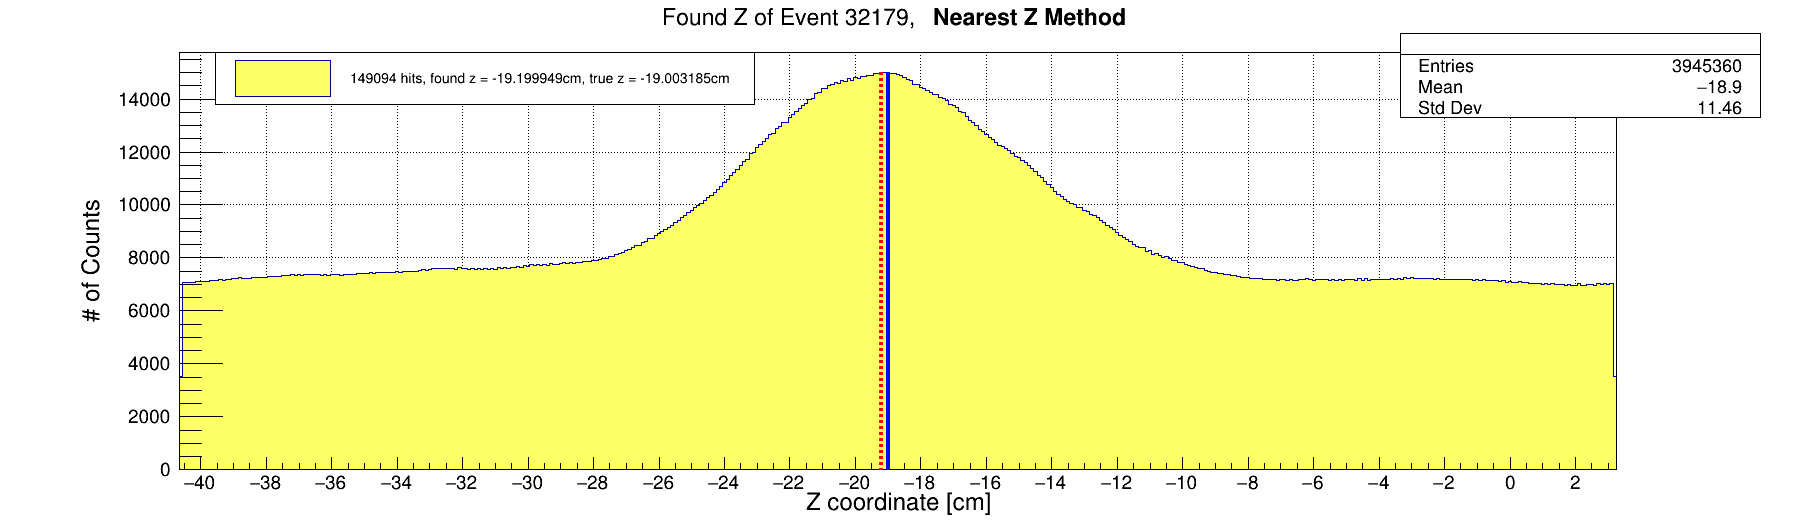 Found Z of Event 32179, Nearest Z Method
149094 hits, found z = -19.199949cm, true z = -19.003185cm
Entries 3945360
Mean −18.9
Std Dev 11.46
# of Counts
14000
12000
10000
8000
6000
4000
2000
0
−40 −38 −36 −34 −32 −30 −28 −26 −24 −22 −20 −18 −16 −14 −12 −10 −8 −6 −4 −2 0 2
Z coordinate [cm]